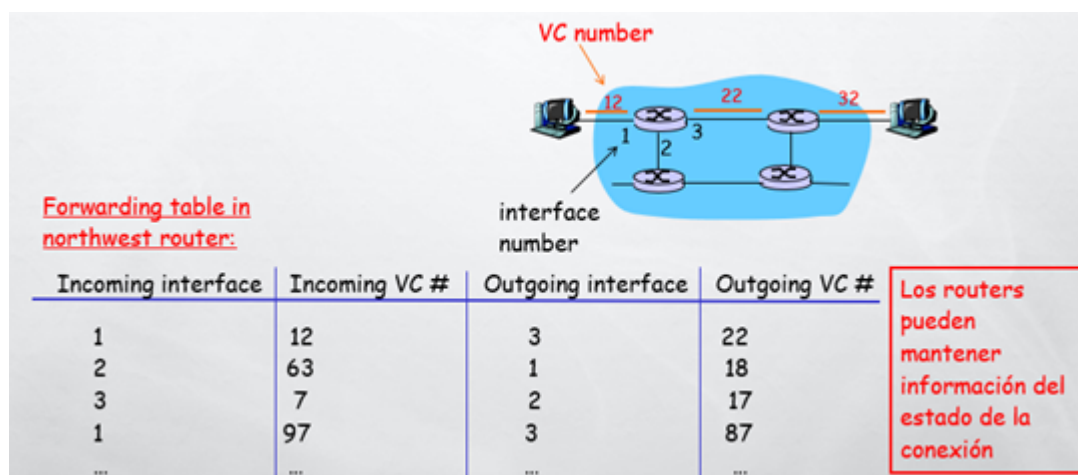 VC number
12
22
32
1
3
2
interface
number
Forwarding table in
northwest router:
Incoming interface Incoming VC # Outgoing interface Outgoing VC #
1 12 3 22
2 63 1 18
3 7 2 17
1 97 3 87
... ... ... ...
Los routers
pueden
mantener
información del
estado de la
conexión